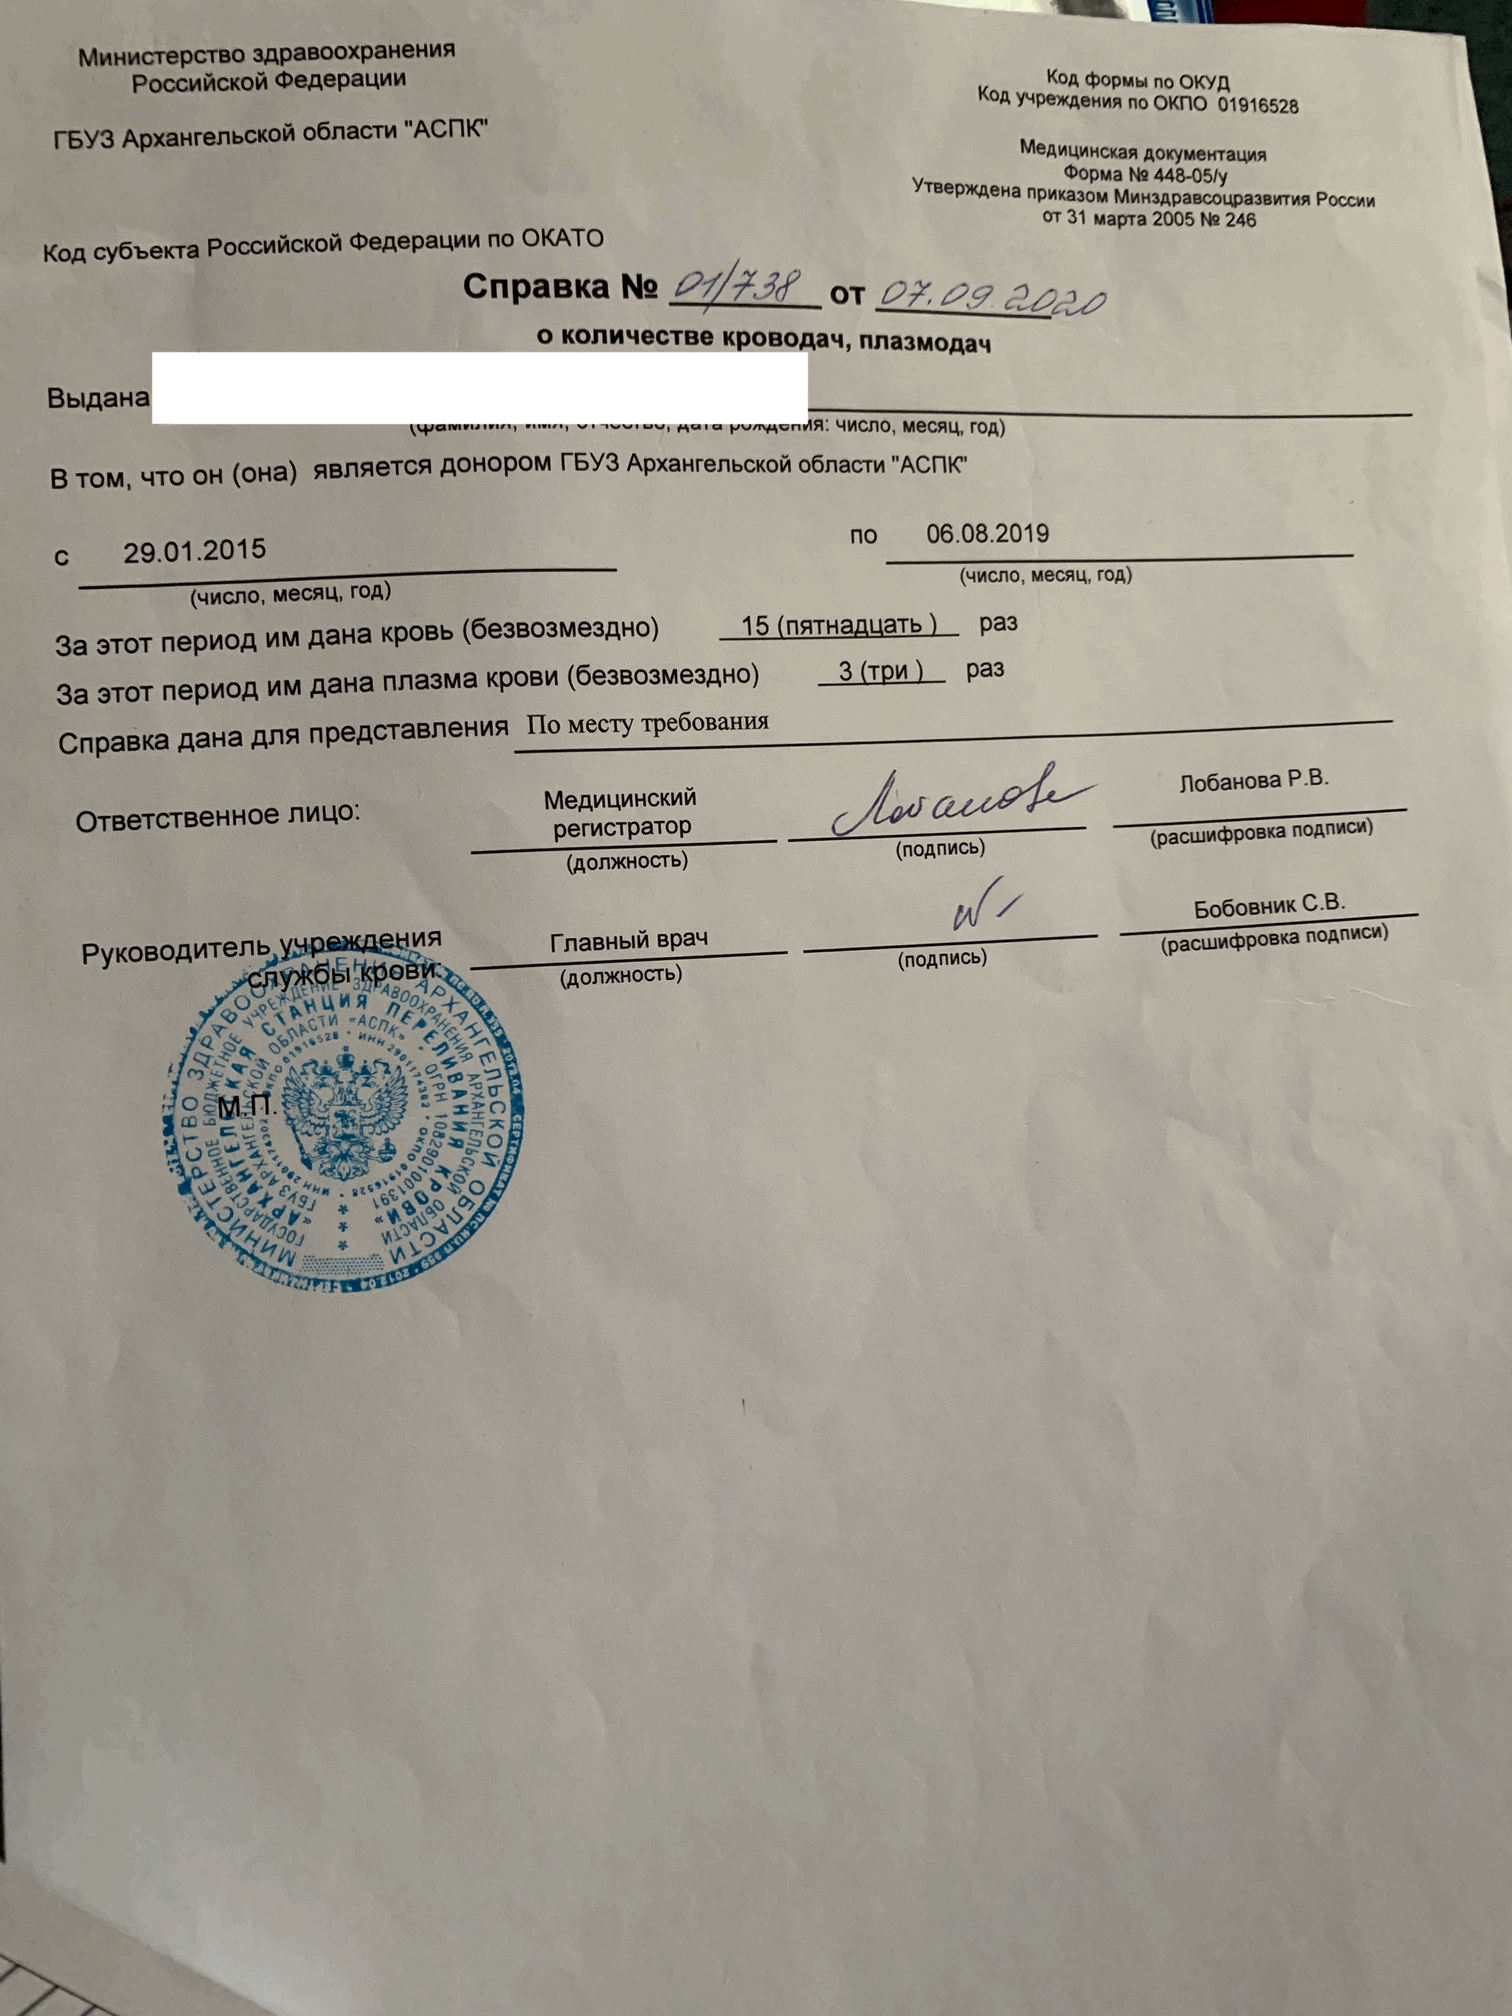 Министерство здравоохранения
Российской Федерации
ГБУЗ Архангельской области "АСПК"
Код формы по ОКУД
Код учреждения по ОКПО 01916528
Медицинская документация
Форма № 448-05/у
Утверждена приказом Минздравсоцразвития России
от 31 марта 2005 № 246
Код субъекта Российской Федерации по ОКАТО
Справка № 01/738 от 07.09.2020
о количестве кроводач, плазмодач
Выдана
(фамилия, имя, отчество, дата рождения: число, месяц, год)
В том, что он (она) является донором ГБУЗ Архангельской области "АСПК"
с 29.01.2015 по 06.08.2019
(число, месяц, год) (число, месяц, год)
За этот период им дана кровь (безвозмездно) 15 (пятнадцать ) раз
За этот период им дана плазма крови (безвозмездно) 3 (три ) раз
Справка дана для представления По месту требования
Ответственное лицо: Медицинский регистратор Лобанова Лобанова Р.В.
(должность) (подпись) (расшифровка подписи)
Руководитель учреждения службы крови: Главный врач Бобовник С.В.
(должность) (подпись) (расшифровка подписи)
М.П.
МИНИСТЕРСТВО ЗДРАВООХРАНЕНИЯ АРХАНГЕЛЬСКОЙ ОБЛАСТИ
ГОСУДАРСТВЕННОЕ БЮДЖЕТНОЕ УЧРЕЖДЕНИЕ ЗДРАВООХРАНЕНИЯ АРХАНГЕЛЬСКОЙ ОБЛАСТИ
«АРХАНГЕЛЬСКАЯ СТАНЦИЯ ПЕРЕЛИВАНИЯ КРОВИ»
ГБУЗ АРХАНГЕЛЬСКОЙ ОБЛАСТИ «АСПК» * ОГРН 1082901001391
ИНН 2901174302 * ОКПО 01916528 * ИНН 2901174302 * ОКПО 01916528